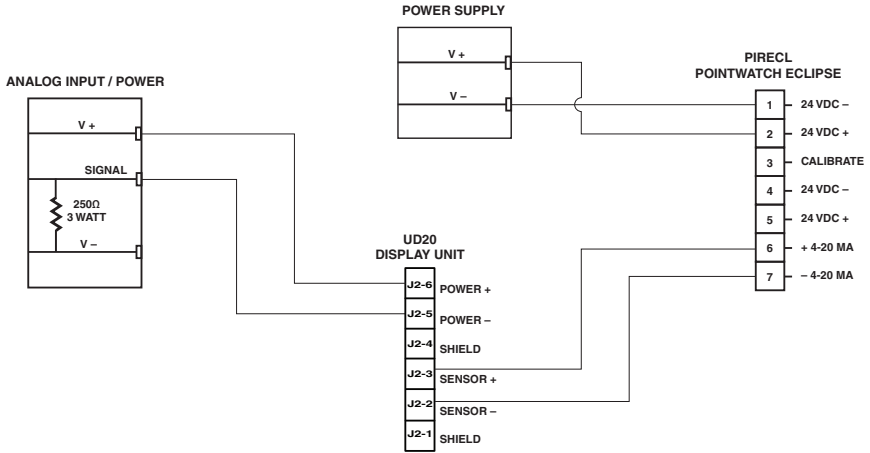 POWER SUPPLY
V +
V –
ANALOG INPUT / POWER
V +
SIGNAL
250Ω
3 WATT
V –
PIRECL
POINTWATCH ECLIPSE
1 24 VDC –
2 24 VDC +
3 CALIBRATE
4 24 VDC –
5 24 VDC +
6 + 4-20 MA
7 – 4-20 MA
UD20
DISPLAY UNIT
J2-6 POWER +
J2-5 POWER –
J2-4 SHIELD
J2-3 SENSOR +
J2-2 SENSOR –
J2-1 SHIELD